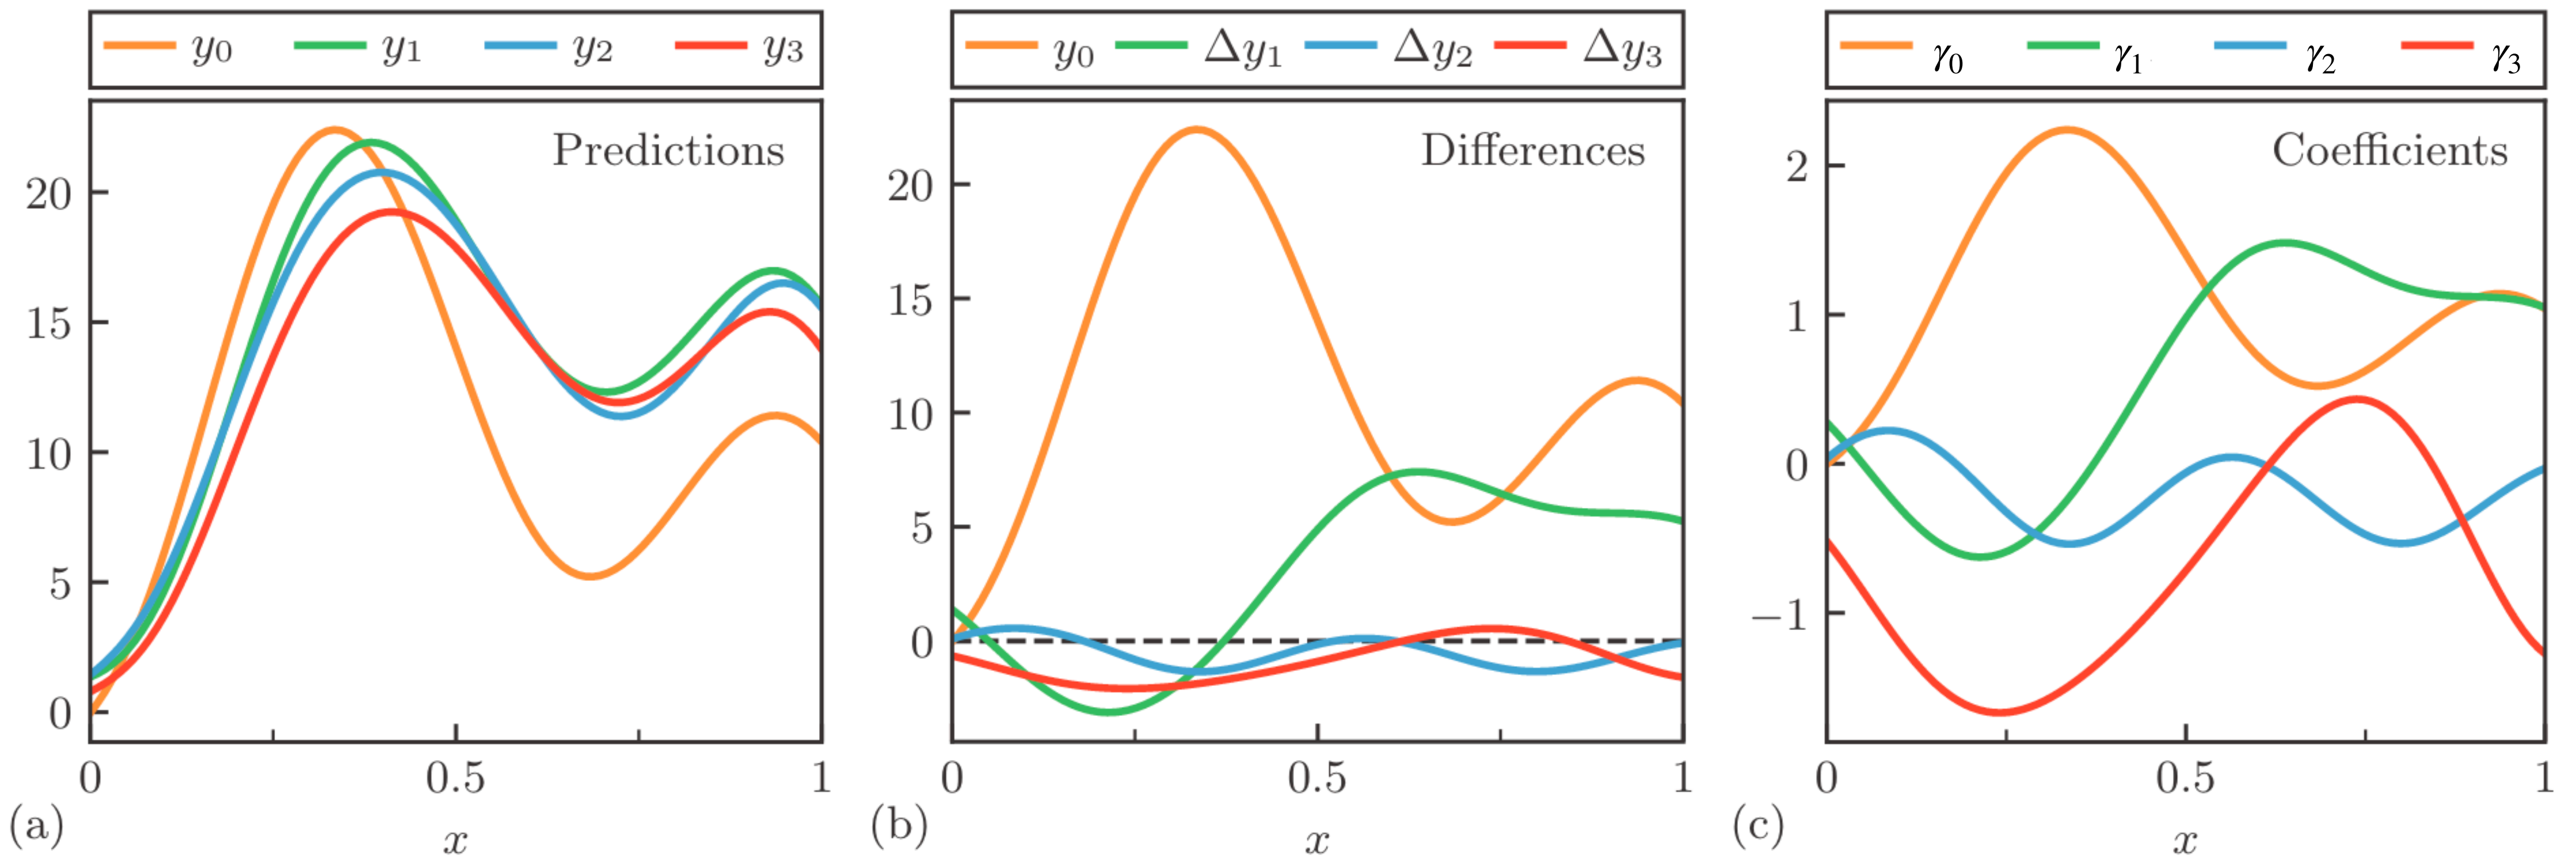 y₀ y₁ y₂ y₃
Predictions
20
15
10
5
0
0 0.5 1
(a) x
y₀ Δy₁ Δy₂ Δy₃
Differences
20
15
10
5
0
0 0.5 1
(b) x
γ₀ γ₁ γ₂ γ₃
Coefficients
2
1
0
−1
0 0.5 1
(c) x